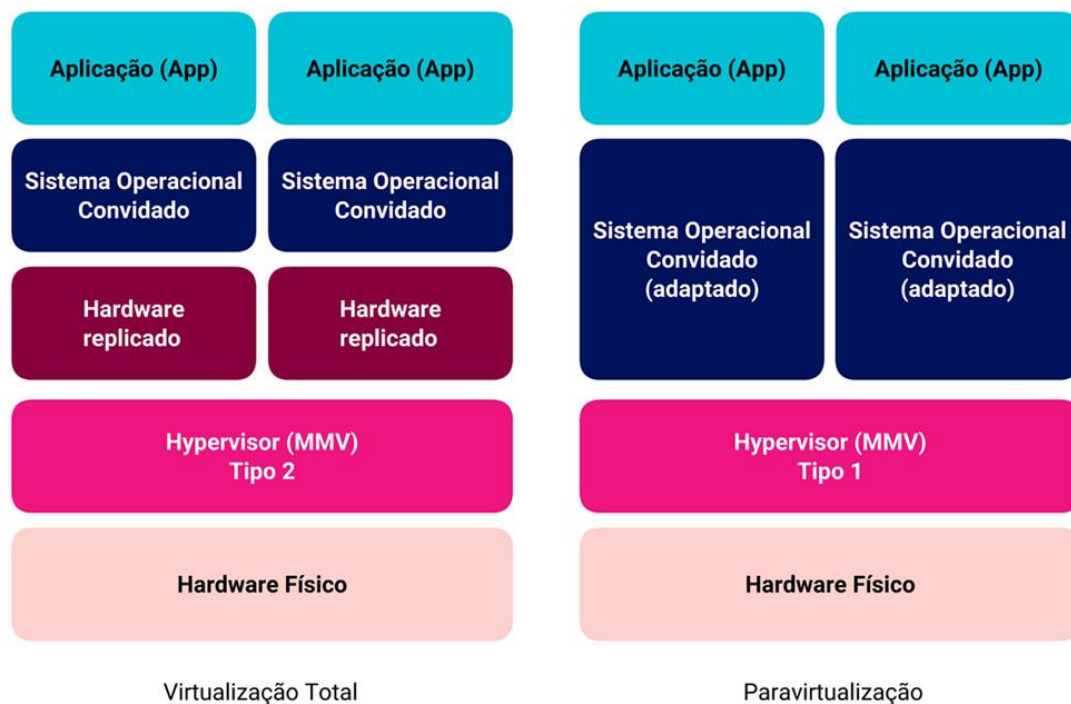 Aplicação (App)
Aplicação (App)
Sistema Operacional
Convidado
Sistema Operacional
Convidado
Hardware
replicado
Hardware
replicado
Hypervisor (MMV)
Tipo 2
Hardware Físico
Virtualização Total
Aplicação (App)
Aplicação (App)
Sistema Operacional
Convidado
(adaptado)
Sistema Operacional
Convidado
(adaptado)
Hypervisor (MMV)
Tipo 1
Hardware Físico
Paravirtualização